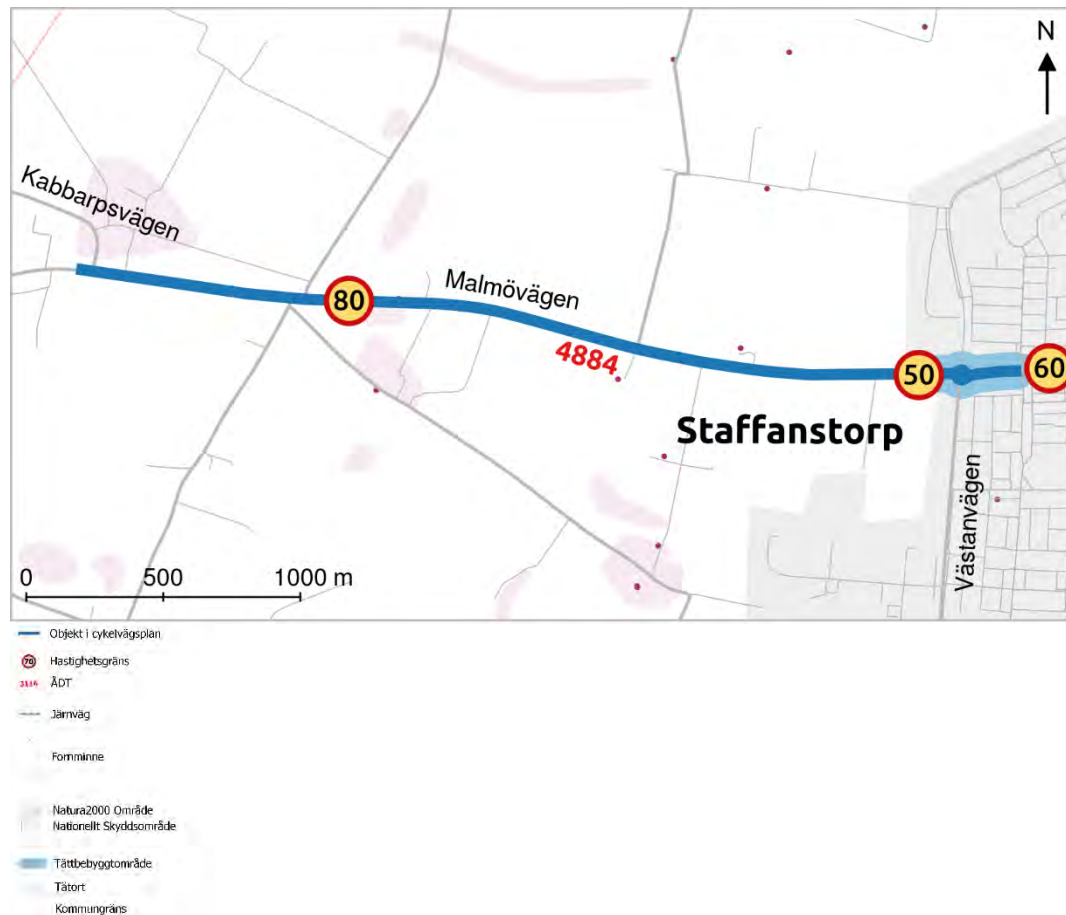 N
Kabbarpsvägen
80
Malmövägen
4884
50
60
Staffanstorp
Västanvägen
0 500 1000 m
Objekt i cykelvägsplan
70 Hastighetsgräns
ÅDT
Järnväg
Fornminne
Natura2000 Område
Nationellt Skyddsområde
Tättbebyggtområde
Tätort
Kommungräns